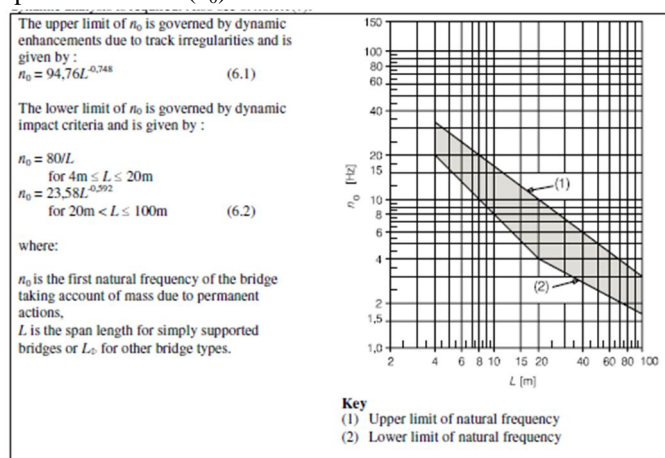 The upper limit of n₀ is governed by dynamic
enhancements due to track irregularities and is
given by :
n₀ = 94,76L⁻⁰,⁷⁴⁸ (6.1)
The lower limit of n₀ is governed by dynamic
impact criteria and is given by :
n₀ = 80/L
for 4m ≤ L ≤ 20m
n₀ = 23,58L⁻⁰,⁵⁹²
for 20m < L ≤ 100m (6.2)
where:
n₀ is the first natural frequency of the bridge
taking account of mass due to permanent
actions,
L is the span length for simply supported
bridges or LΦ for other bridge types.
150
100
80
60
40
20
15
10
8
6
4
2
1,5
1,0
n₀ [Hz]
(1)
(2)
2 4 6 8 10 15 20 40 60 80 100
L [m]
Key
(1) Upper limit of natural frequency
(2) Lower limit of natural frequency